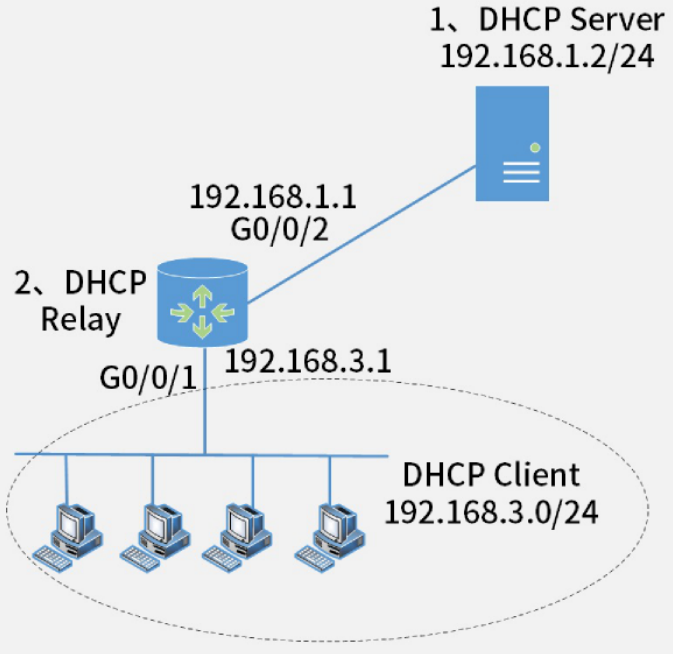 1、DHCP Server
192.168.1.2/24
192.168.1.1
G0/0/2
2、DHCP
Relay
192.168.3.1
G0/0/1
DHCP Client
192.168.3.0/24